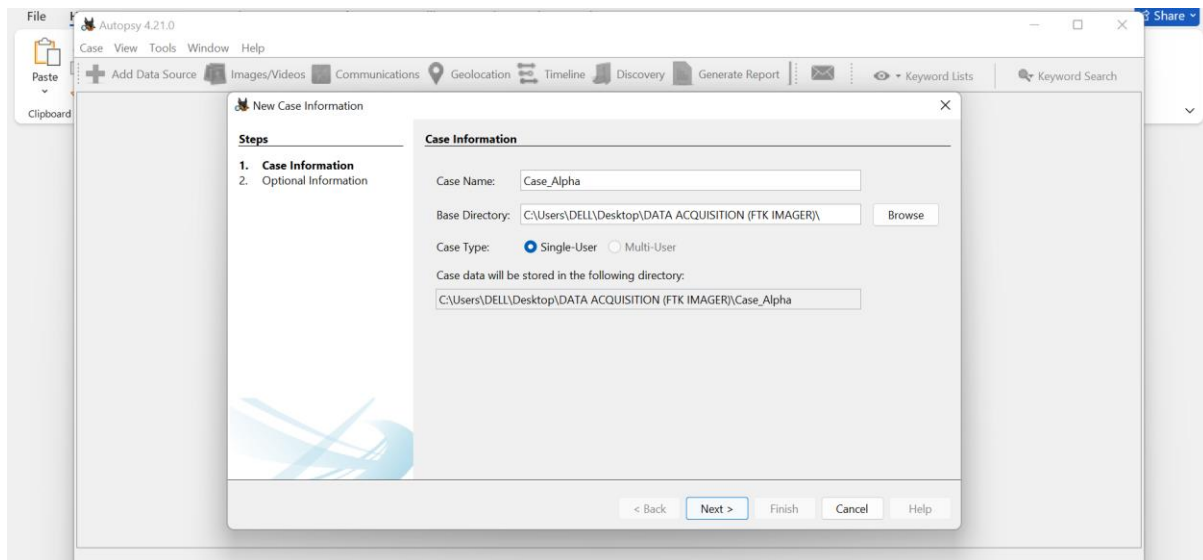 File
Share
Paste
Clipboard
Autopsy 4.21.0
Case View Tools Window Help
Add Data Source Images/Videos Communications Geolocation Timeline Discovery Generate Report Keyword Lists Keyword Search
New Case Information
Steps
1. Case Information
2. Optional Information
Case Information
Case Name: Case_Alpha
Base Directory: C:\Users\DELL\Desktop\DATA ACQUISITION (FTK IMAGER)\ Browse
Case Type: Single-User Multi-User
Case data will be stored in the following directory:
C:\Users\DELL\Desktop\DATA ACQUISITION (FTK IMAGER)\Case_Alpha
< Back Next > Finish Cancel Help